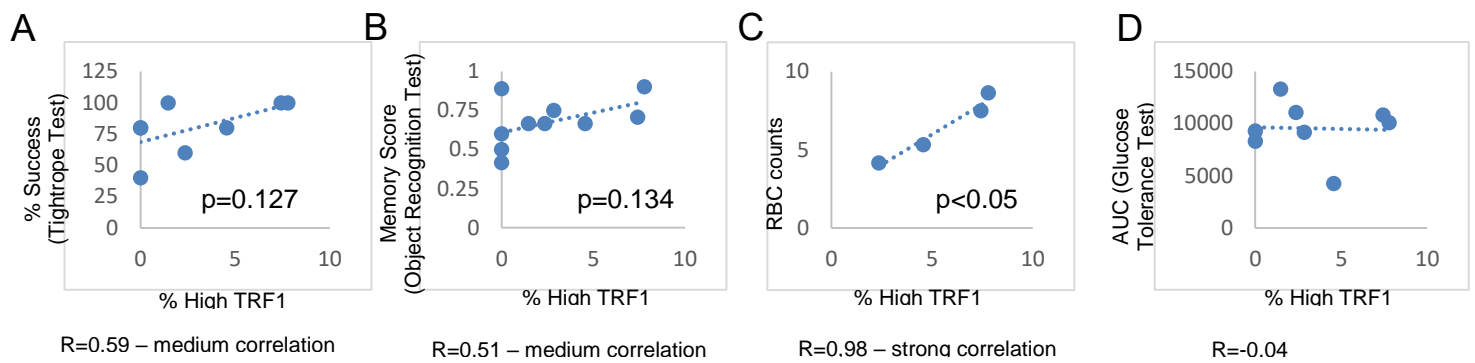 A
125
100
75
50
25
0
% Success
(Tightrope Test)
p=0.127
0 5 10
% High TRF1
R=0.59 – medium correlation
B
1
0.75
0.5
0.25
0
Memory Score
(Object Recognition Test)
p=0.134
0 5 10
% High TRF1
R=0.51 – medium correlation
C
10
5
0
RBC counts
p<0.05
0 5 10
% High TRF1
R=0.98 – strong correlation
D
15000
10000
5000
0
AUC (Glucose
Tolerance Test)
0 5 10
% High TRF1
R=-0.04